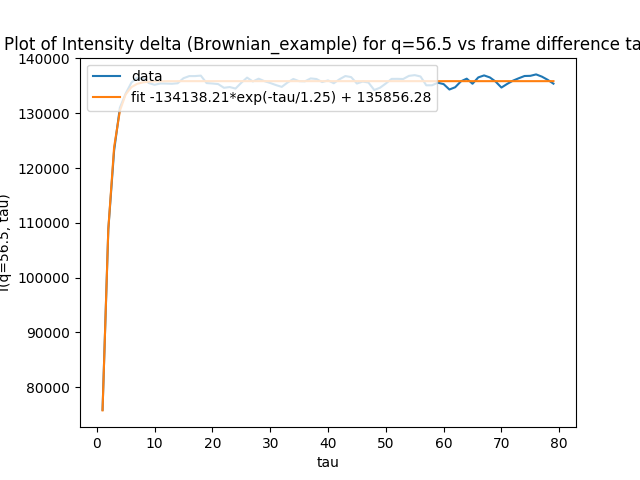 Plot of Intensity delta (Brownian_example) for q=56.5 vs frame difference ta
140000
data
fit -134138.21*exp(-tau/1.25) + 135856.28
130000
120000
110000
100000
90000
80000
I(q=56.5, tau)
0 10 20 30 40 50 60 70 80
tau